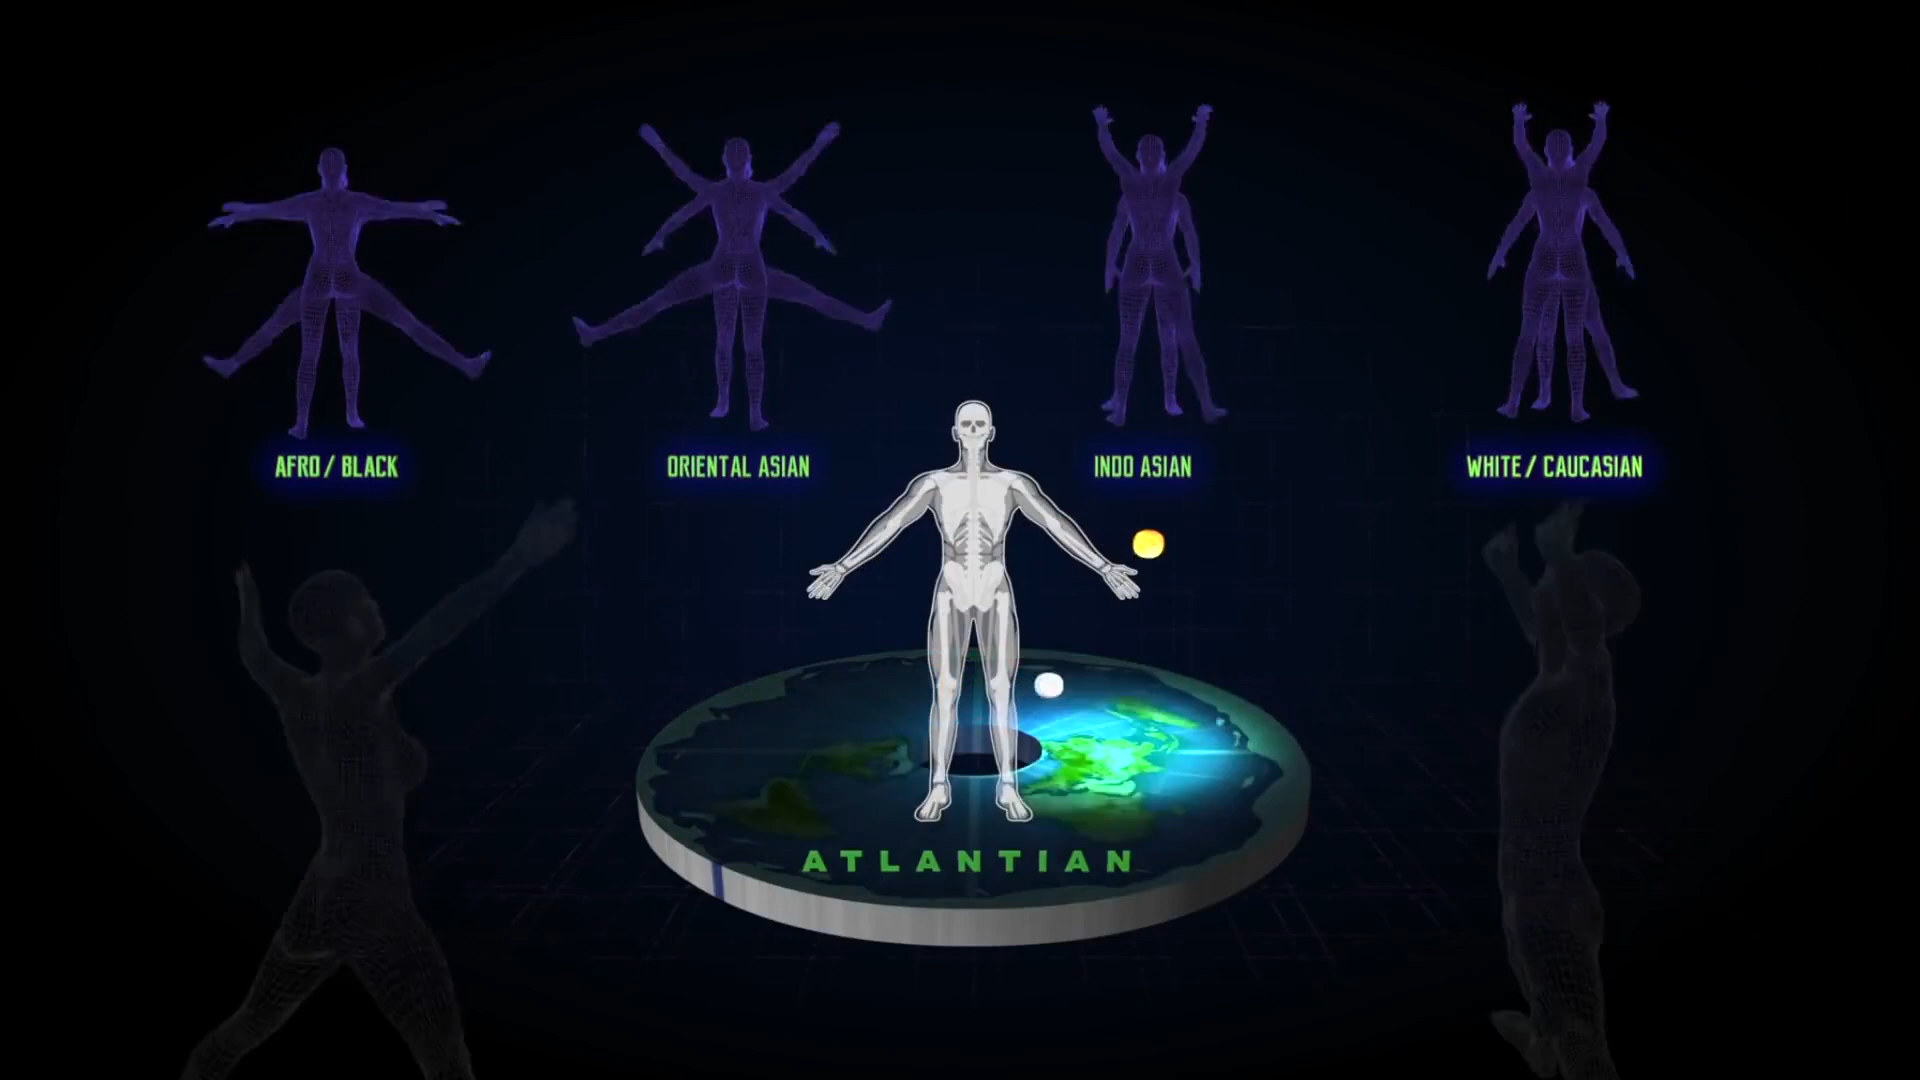 AFRO / BLACK
ORIENTAL ASIAN
INDO ASIAN
WHITE / CAUCASIAN
ATLANTIAN